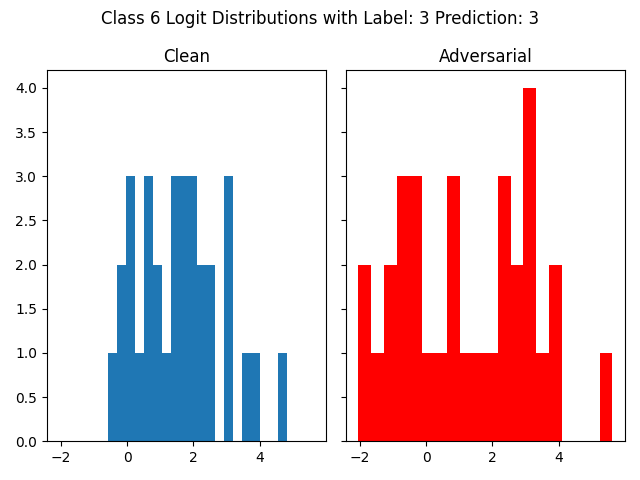 Class 6 Logit Distributions with Label: 3 Prediction: 3
Clean
Adversarial
4.0
3.5
3.0
2.5
2.0
1.5
1.0
0.5
0.0
−2 0 2 4
−2 0 2 4